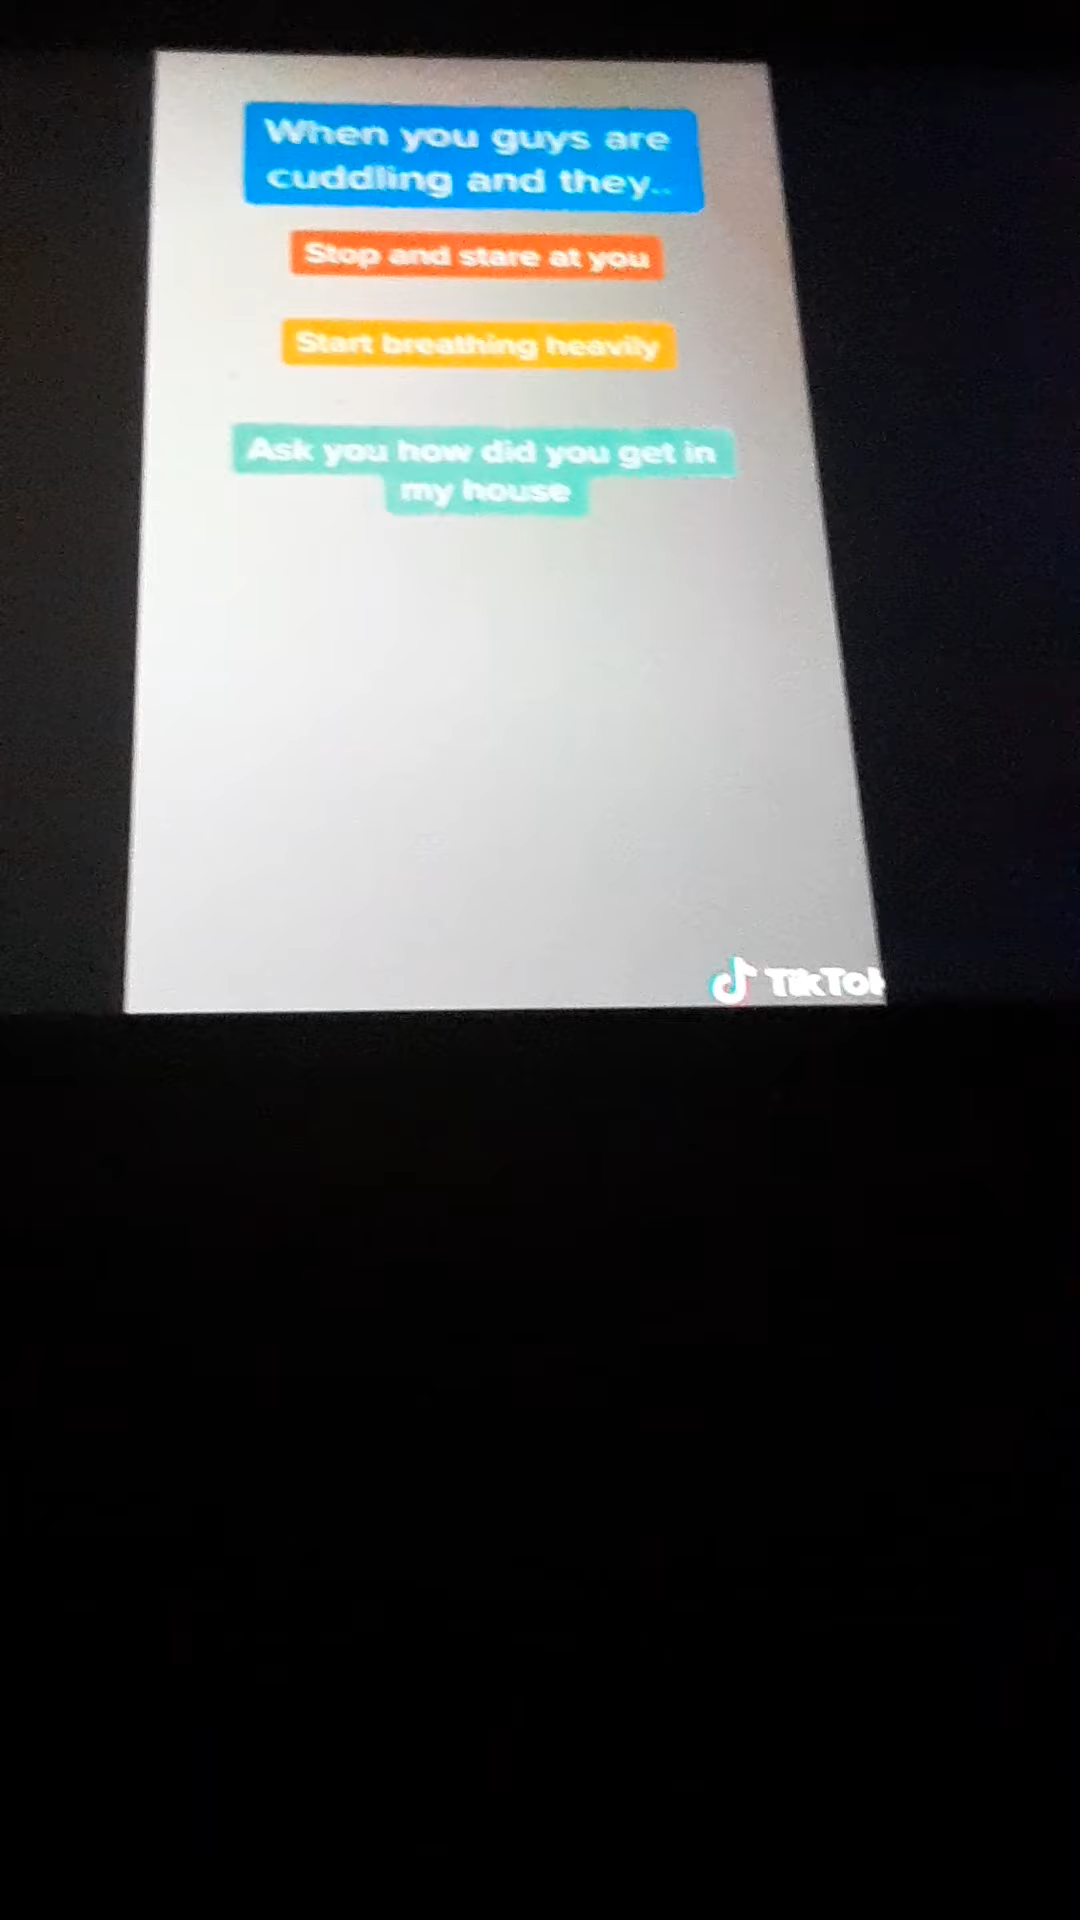 When you guys are
cuddling and they..
Stop and stare at you
Start breathing heavily
Ask you how did you get in
my house
TikTok